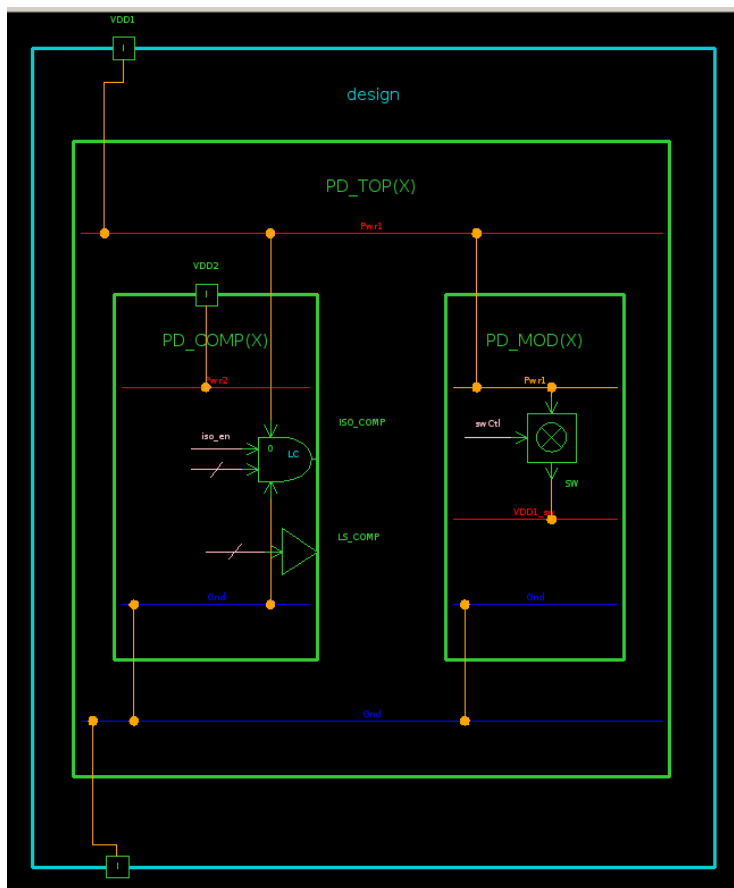 VDD1
I
design
PD_TOP(X)
Pwr1
VDD2
I
PD_COMP(X)
PD_MOD(X)
Pwr2
Pwr1
ISO_COMP
swCtl
iso_en
0
LC
SW
VDD1_sw
LS_COMP
Gnd
Gnd
Gnd
I